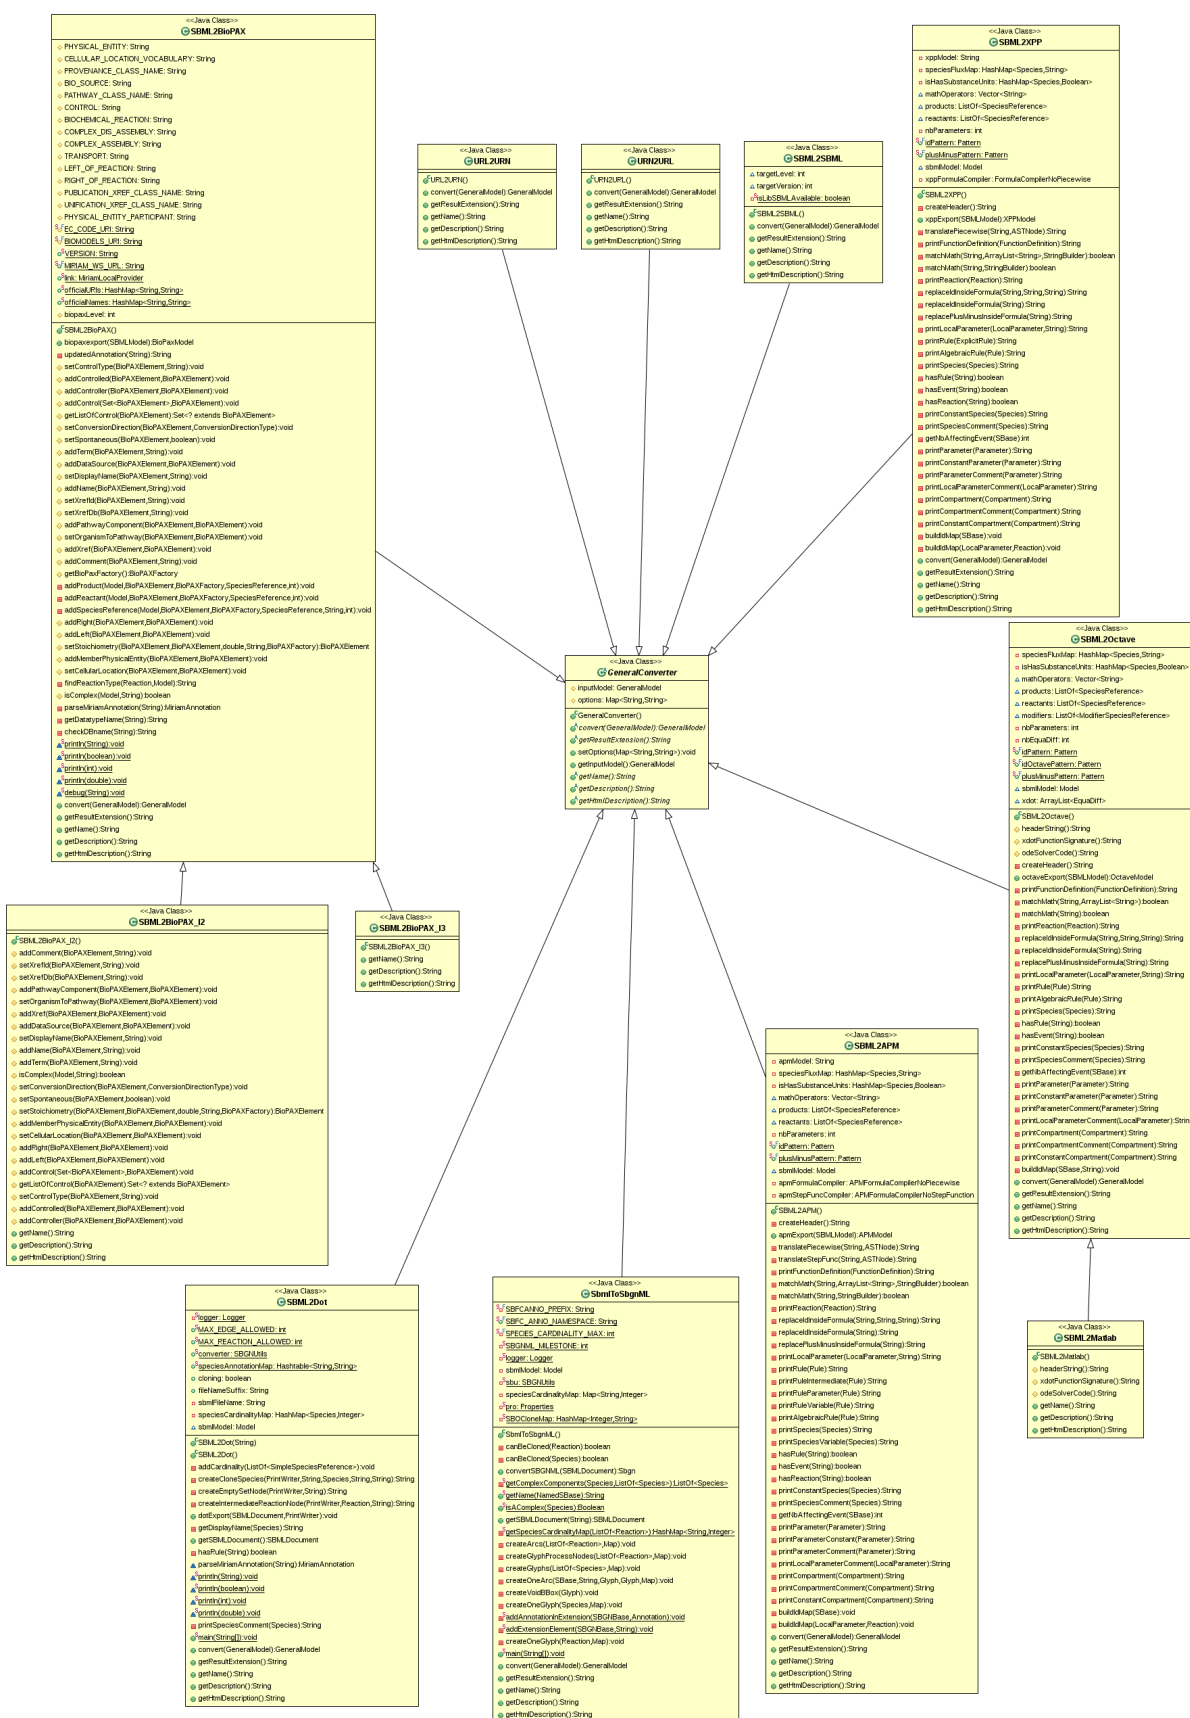 <<Java Class>>
SBML2BioPAX
PHYSICAL_ENTITY: String
CELLULAR_LOCATION_VOCABULARY: String
PROVENANCE_CLASS_NAME: String
BIO_SOURCE: String
PATHWAY_CLASS_NAME: String
CONTROL: String
BIOCHEMICAL_REACTION: String
COMPLEX_DIS_ASSEMBLY: String
COMPLEX_ASSEMBLY: String
TRANSPORT: String
LEFT_OF_REACTION: String
RIGHT_OF_REACTION: String
PUBLICATION_XREF_CLASS_NAME: String
UNIFICATION_XREF_CLASS_NAME: String
PHYSICAL_ENTITY_PARTICIPANT: String
EC_CODE_URI: String
BIOMODELS_URI: String
VERSION: String
MIRIAM_WS_URL: String
link: MiriamLocalProvider
officialURIs: HashMap<String,String>
officialNames: HashMap<String,String>
biopaxLevel: int
SBML2BioPAX()
biopaxexport(SBMLModel):BioPaxModel
updatedAnnotation(String):String
setControlType(BioPAXElement,String):void
addControlled(BioPAXElement,BioPAXElement):void
addController(BioPAXElement,BioPAXElement):void
addControl(Set<BioPAXElement>,BioPAXElement):void
getListOfControl(BioPAXElement):Set<? extends BioPAXElement>
setConversionDirection(BioPAXElement,ConversionDirectionType):void
setSpontaneous(BioPAXElement,boolean):void
addTerm(BioPAXElement,String):void
addDataSource(BioPAXElement,BioPAXElement):void
setDisplayName(BioPAXElement,String):void
addName(BioPAXElement,String):void
setXrefId(BioPAXElement,String):void
setXrefDb(BioPAXElement,String):void
addPathwayComponent(BioPAXElement,BioPAXElement):void
setOrganismToPathway(BioPAXElement,BioPAXElement):void
addXref(BioPAXElement,BioPAXElement):void
addComment(BioPAXElement,String):void
getBioPaxFactory():BioPAXFactory
addProduct(Model,BioPAXElement,BioPAXFactory,SpeciesReference,int):void
addReactant(Model,BioPAXElement,BioPAXFactory,SpeciesReference,int):void
addSpeciesReference(Model,BioPAXElement,BioPAXFactory,SpeciesReference,String,int):void
addRight(BioPAXElement,BioPAXElement):void
addLeft(BioPAXElement,BioPAXElement):void
setStoichiometry(BioPAXElement,BioPAXElement,double,String,BioPAXFactory):BioPAXElement
addMemberPhysicalEntity(BioPAXElement,BioPAXElement):void
setCellularLocation(BioPAXElement,BioPAXElement):void
findReactionType(Reaction,Model):String
isComplex(Model,String):boolean
parseMiriamAnnotation(String):MiriamAnnotation
getDatatypeName(String):String
checkDBname(String):String
println(String):void
println(boolean):void
println(int):void
println(double):void
debug(String):void
convert(GeneralModel):GeneralModel
getResultExtension():String
getName():String
getDescription():String
getHtmlDescription():String
<<Java Class>>
URL2URN
URL2URN()
convert(GeneralModel):GeneralModel
getResultExtension():String
getName():String
getDescription():String
getHtmlDescription():String
<<Java Class>>
URN2URL
URN2URL()
convert(GeneralModel):GeneralModel
getResultExtension():String
getName():String
getDescription():String
getHtmlDescription():String
<<Java Class>>
SBML2SBML
targetLevel: int
targetVersion: int
isLibSBMLAvailable: boolean
SBML2SBML()
convert(GeneralModel):GeneralModel
getResultExtension():String
getName():String
getDescription():String
getHtmlDescription():String
<<Java Class>>
SBML2XPP
xppModel: String
speciesFluxMap: HashMap<Species,String>
isHasSubstanceUnits: HashMap<Species,Boolean>
mathOperators: Vector<String>
products: ListOf<SpeciesReference>
reactants: ListOf<SpeciesReference>
nbParameters: int
idPattern: Pattern
plusMinusPattern: Pattern
sbmlModel: Model
xppFormulaCompiler: FormulaCompilerNoPiecewise
SBML2XPP()
createHeader():String
xppExport(SBMLModel):XPPModel
translatePiecewise(String,ASTNode):String
printFunctionDefinition(FunctionDefinition):String
matchMath(String,ArrayList<String>,StringBuilder):boolean
matchMath(String,StringBuilder):boolean
printReaction(Reaction):String
replaceIdInsideFormula(String,String,String):String
replaceIdInsideFormula(String):String
replacePlusMinusInsideFormula(String):String
printLocalParameter(LocalParameter,String):String
printRule(ExplicitRule):String
printAlgebraicRule(Rule):String
printSpecies(Species):String
hasRule(String):boolean
hasEvent(String):boolean
hasReaction(String):boolean
printConstantSpecies(Species):String
printSpeciesComment(Species):String
getNbAffectingEvent(SBase):int
printParameter(Parameter):String
printConstantParameter(Parameter):String
printParameterComment(Parameter):String
printLocalParameterComment(LocalParameter):String
printCompartment(Compartment):String
printCompartmentComment(Compartment):String
printConstantCompartment(Compartment):String
buildIdMap(SBase):void
buildIdMap(LocalParameter,Reaction):void
convert(GeneralModel):GeneralModel
getResultExtension():String
getName():String
getDescription():String
getHtmlDescription():String
<<Java Class>>
GeneralConverter
inputModel: GeneralModel
options: Map<String,String>
GeneralConverter()
convert(GeneralModel):GeneralModel
getResultExtension():String
setOptions(Map<String,String>):void
getInputModel():GeneralModel
getName():String
getDescription():String
getHtmlDescription():String
<<Java Class>>
SBML2Octave
speciesFluxMap: HashMap<Species,String>
isHasSubstanceUnits: HashMap<Species,Boolean>
mathOperators: Vector<String>
products: ListOf<SpeciesReference>
reactants: ListOf<SpeciesReference>
modifiers: ListOf<ModifierSpeciesReference>
nbParameters: int
nbEquaDiff: int
idPattern: Pattern
idOctavePattern: Pattern
plusMinusPattern: Pattern
sbmlModel: Model
xdot: ArrayList<EquaDiff>
SBML2Octave()
headerString():String
xdotFunctionSignature():String
odeSolverCode():String
createHeader():String
octaveExport(SBMLModel):OctaveModel
printFunctionDefinition(FunctionDefinition):String
matchMath(String,ArrayList<String>):boolean
matchMath(String):boolean
printReaction(Reaction):String
replaceIdInsideFormula(String,String,String):String
replaceIdInsideFormula(String):String
replacePlusMinusInsideFormula(String):String
printLocalParameter(LocalParameter,String):String
printRule(Rule):String
printAlgebraicRule(Rule):String
printSpecies(Species):String
hasRule(String):boolean
hasEvent(String):boolean
printConstantSpecies(Species):String
printSpeciesComment(Species):String
getNbAffectingEvent(SBase):int
printParameter(Parameter):String
printConstantParameter(Parameter):String
printParameterComment(Parameter):String
printLocalParameterComment(LocalParameter):String
printCompartment(Compartment):String
printCompartmentComment(Compartment):String
printConstantCompartment(Compartment):String
buildIdMap(SBase,String):void
convert(GeneralModel):GeneralModel
getResultExtension():String
getName():String
getDescription():String
getHtmlDescription():String
<<Java Class>>
SBML2BioPAX_l2
SBML2BioPAX_l2()
addComment(BioPAXElement,String):void
setXrefId(BioPAXElement,String):void
setXrefDb(BioPAXElement,String):void
addPathwayComponent(BioPAXElement,BioPAXElement):void
setOrganismToPathway(BioPAXElement,BioPAXElement):void
addXref(BioPAXElement,BioPAXElement):void
addDataSource(BioPAXElement,BioPAXElement):void
setDisplayName(BioPAXElement,String):void
addName(BioPAXElement,String):void
addTerm(BioPAXElement,String):void
isComplex(Model,String):boolean
setConversionDirection(BioPAXElement,ConversionDirectionType):void
setSpontaneous(BioPAXElement,boolean):void
setStoichiometry(BioPAXElement,BioPAXElement,double,String,BioPAXFactory):BioPAXElement
addMemberPhysicalEntity(BioPAXElement,BioPAXElement):void
setCellularLocation(BioPAXElement,BioPAXElement):void
addRight(BioPAXElement,BioPAXElement):void
addLeft(BioPAXElement,BioPAXElement):void
addControl(Set<BioPAXElement>,BioPAXElement):void
getListOfControl(BioPAXElement):Set<? extends BioPAXElement>
setControlType(BioPAXElement,String):void
addControlled(BioPAXElement,BioPAXElement):void
addController(BioPAXElement,BioPAXElement):void
getName():String
getDescription():String
getHtmlDescription():String
<<Java Class>>
SBML2BioPAX_l3
SBML2BioPAX_l3()
getName():String
getDescription():String
getHtmlDescription():String
<<Java Class>>
SBML2APM
apmModel: String
speciesFluxMap: HashMap<Species,String>
isHasSubstanceUnits: HashMap<Species,Boolean>
mathOperators: Vector<String>
products: ListOf<SpeciesReference>
reactants: ListOf<SpeciesReference>
nbParameters: int
idPattern: Pattern
plusMinusPattern: Pattern
sbmlModel: Model
apmFormulaCompiler: APMFormulaCompilerNoPiecewise
apmStepFuncCompiler: APMFormulaCompilerNoStepFunction
SBML2APM()
createHeader():String
apmExport(SBMLModel):APMModel
translatePiecewise(String,ASTNode):String
translateStepFunc(String,ASTNode):String
printFunctionDefinition(FunctionDefinition):String
matchMath(String,ArrayList<String>,StringBuilder):boolean
matchMath(String,StringBuilder):boolean
printReaction(Reaction):String
replaceIdInsideFormula(String,String,String):String
replaceIdInsideFormula(String):String
replacePlusMinusInsideFormula(String):String
printLocalParameter(LocalParameter,String):String
printRule(Rule):String
printRuleIntermediate(Rule):String
printRuleParameter(Rule):String
printRuleVariable(Rule):String
printAlgebraicRule(Rule):String
printSpecies(Species):String
printSpeciesVariable(Species):String
hasRule(String):boolean
hasEvent(String):boolean
hasReaction(String):boolean
printConstantSpecies(Species):String
printSpeciesComment(Species):String
getNbAffectingEvent(SBase):int
printParameter(Parameter):String
printParameterConstant(Parameter):String
printParameterComment(Parameter):String
printLocalParameterComment(LocalParameter):String
printCompartment(Compartment):String
printCompartmentComment(Compartment):String
printConstantCompartment(Compartment):String
buildIdMap(SBase):void
buildIdMap(LocalParameter,Reaction):void
convert(GeneralModel):GeneralModel
getResultExtension():String
getName():String
getDescription():String
getHtmlDescription():String
<<Java Class>>
SBML2Dot
logger: Logger
MAX_EDGE_ALLOWED: int
MAX_REACTION_ALLOWED: int
converter: SBGNUtils
speciesAnnotationMap: Hashtable<String,String>
cloning: boolean
fileNameSuffix: String
sbmlFileName: String
speciesCardinalityMap: HashMap<Species,Integer>
sbmlModel: Model
SBML2Dot(String)
SBML2Dot()
addCardinality(ListOf<SimpleSpeciesReference>):void
createCloneSpecies(PrintWriter,String,Species,String,String):String
createEmptySetNode(PrintWriter,String):String
createIntermediateReactionNode(PrintWriter,Reaction,String):String
dotExport(SBMLDocument,PrintWriter):void
getDisplayName(Species):String
getSBMLDocument():SBMLDocument
hasRule(String):boolean
parseMiriamAnnotation(String):MiriamAnnotation
println(String):void
println(boolean):void
println(int):void
println(double):void
printSpeciesComment(Species):String
main(String[]):void
convert(GeneralModel):GeneralModel
getResultExtension():String
getName():String
getDescription():String
getHtmlDescription():String
<<Java Class>>
SbmlToSbgnML
SBFCANNO_PREFIX: String
SBFC_ANNO_NAMESPACE: String
SPECIES_CARDINALITY_MAX: int
SBGNML_MILESTONE: int
logger: Logger
sbmlModel: Model
sbu: SBGNUtils
speciesCardinalityMap: Map<String,Integer>
pro: Properties
SBOCloneMap: HashMap<Integer,String>
SbmlToSbgnML()
canBeCloned(Reaction):boolean
canBeCloned(Species):boolean
convertSBGNML(SBMLDocument):Sbgn
getComplexComponents(Species,ListOf<Species>):ListOf<Species>
getName(NamedSBase):String
isAComplex(Species):Boolean
getSBMLDocument(String):SBMLDocument
getSpeciesCardinalityMap(ListOf<Reaction>):HashMap<String,Integer>
createArcs(ListOf<Reaction>,Map):void
createGlyphProcessNodes(ListOf<Reaction>,Map):void
createGlyphs(ListOf<Species>,Map):void
createOneArc(SBase,String,Glyph,Glyph,Map):void
createVoidBBox(Glyph):void
createOneGlyph(Species,Map):void
addAnnotationInExtension(SBGNBase,Annotation):void
addExtensionElement(SBGNBase,String):void
createOneGlyph(Reaction,Map):void
main(String[]):void
convert(GeneralModel):GeneralModel
getResultExtension():String
getName():String
getDescription():String
getHtmlDescription():String
<<Java Class>>
SBML2Matlab
SBML2Matlab()
headerString():String
xdotFunctionSignature():String
odeSolverCode():String
getName():String
getDescription():String
getHtmlDescription():String